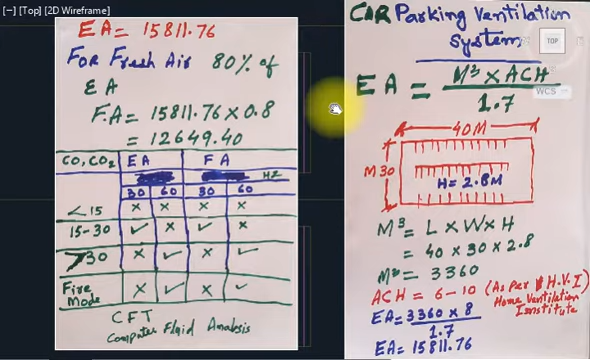 [−] [Top] [2D Wireframe]
EA = 15811.76
FOR Fresh Air 80% of
EA
F.A = 15811.76 x 0.8
= 12649.40
CO, CO₂ EA FA
HZ
30 60 30 60
<15 x x x x
15-30 ✓ x ✓ x
>30 x ✓ x ✓
Fire Mode x ✓ x ✓
CFT
Computer Fluid Analysis
CAR Parking Ventilation
System
TOP
WCS
EA = M³ x ACH / 1.7
40M
M30
H= 2.8M
M³ = L x W x H
= 40 x 30 x 2.8
M³ = 3360
ACH = 6-10 (As Per H.V.I)
Home Ventilation
Institute
EA = 3360 x 8 / 1.7
EA = 15811.76